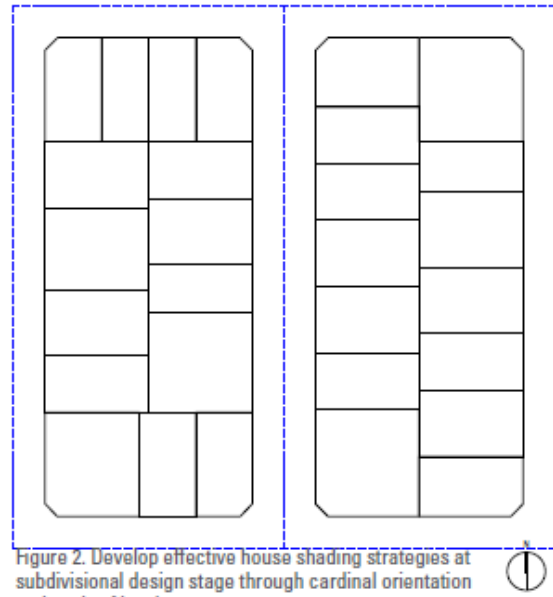 N
Figure 2. Develop effective house shading strategies at
subdivisional design stage through cardinal orientation